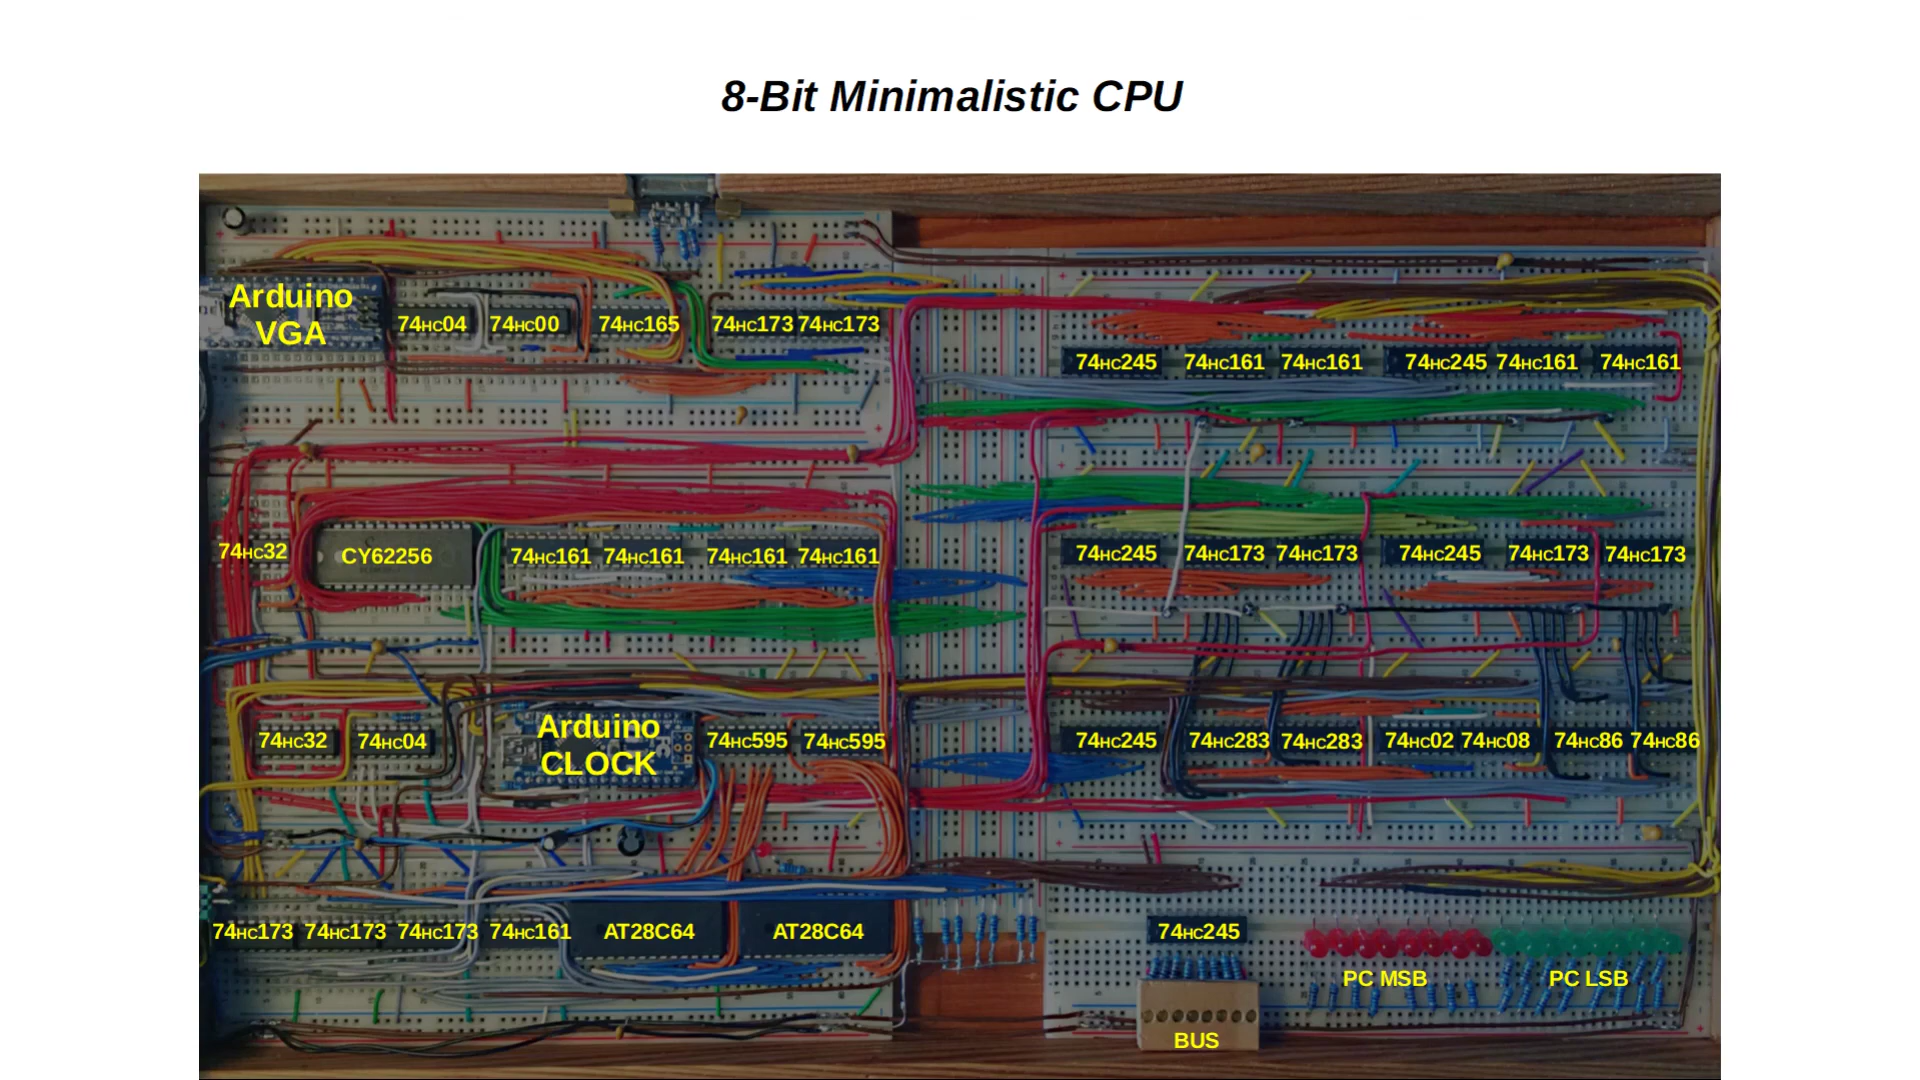 8-Bit Minimalistic CPU
Arduino
VGA
74HC04 74HC00 74HC165 74HC173 74HC173
74HC245 74HC161 74HC161 74HC245 74HC161 74HC161
74HC32 CY62256 74HC161 74HC161 74HC161 74HC161
74HC245 74HC173 74HC173 74HC245 74HC173 74HC173
74HC32 74HC04
Arduino
CLOCK
74HC595 74HC595
74HC245 74HC283 74HC283 74HC02 74HC08 74HC86 74HC86
74HC173 74HC173 74HC173 74HC161 AT28C64 AT28C64
74HC245
PC MSB PC LSB
BUS